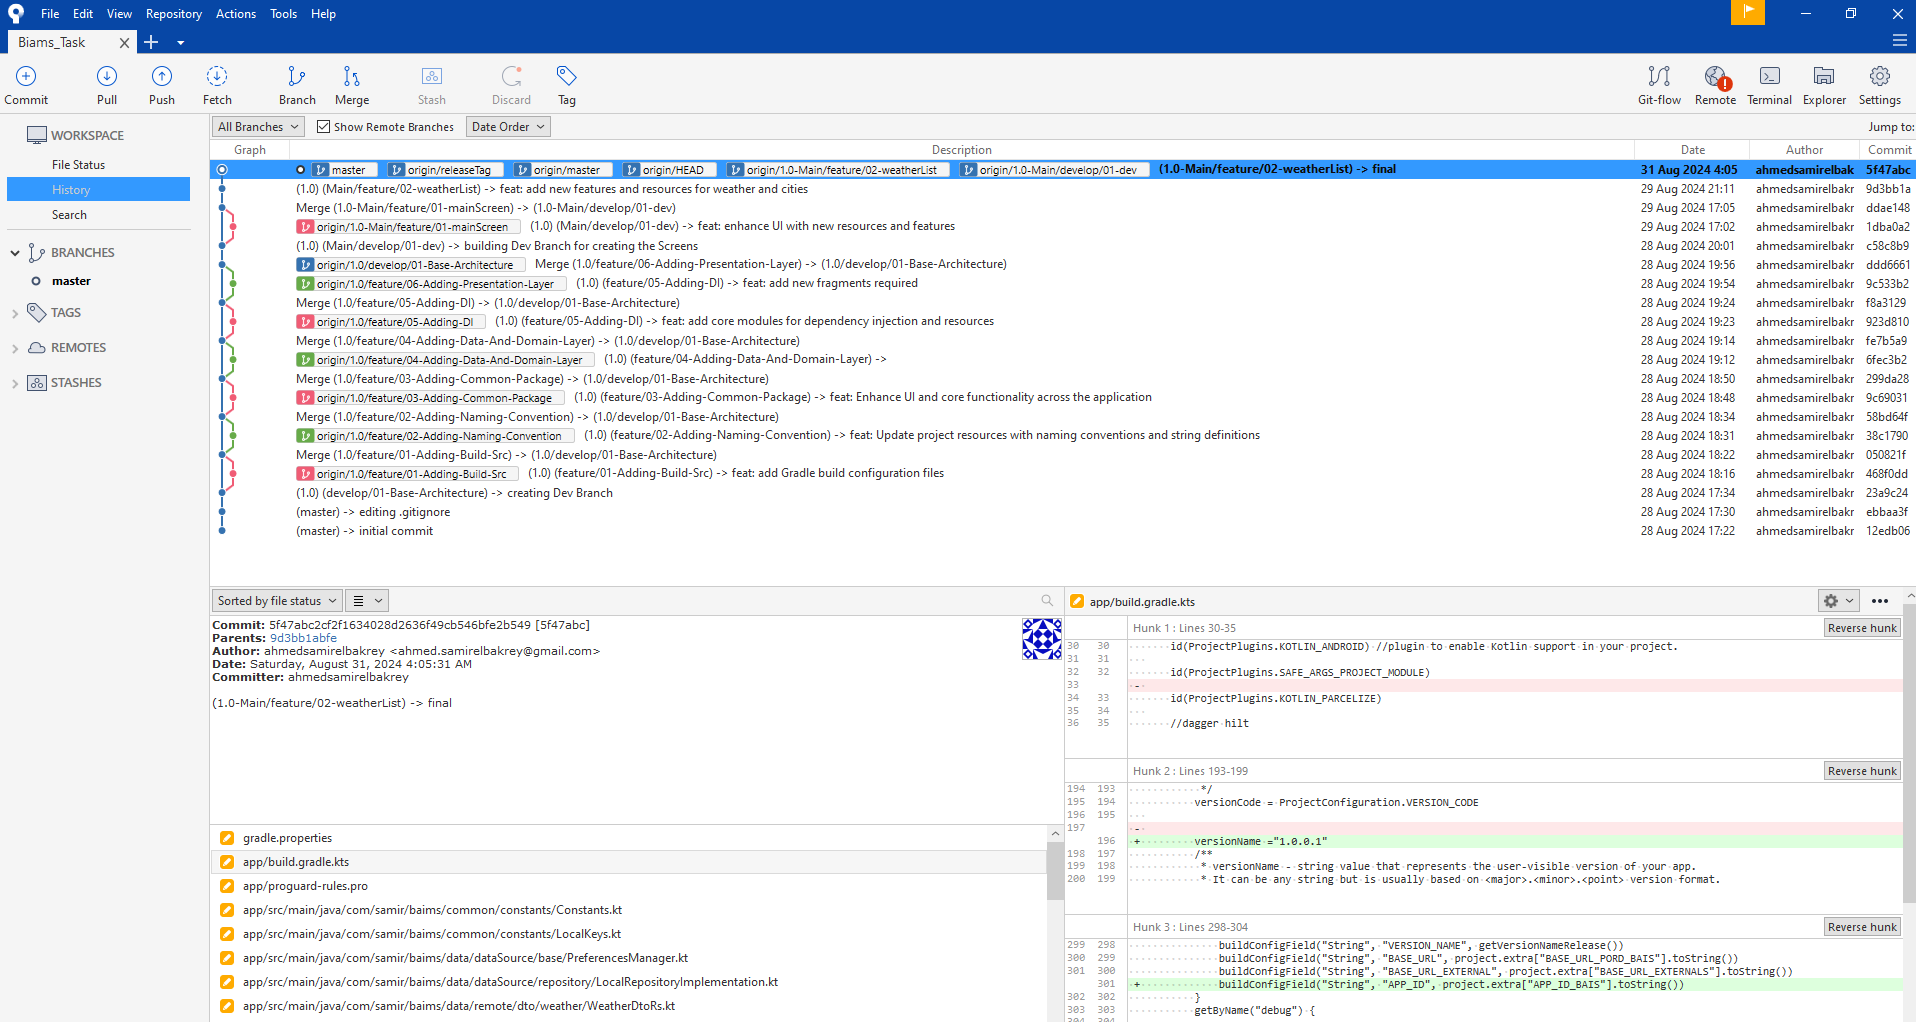 File Edit View Repository Actions Tools Help
Biams_Task
Commit Pull Push Fetch Branch Merge Stash Discard Tag Git-flow Remote Terminal Explorer Settings
WORKSPACE
File Status
History
Search
BRANCHES
master
TAGS
REMOTES
STASHES
All Branches Show Remote Branches Date Order Jump to:
Graph Description Date Author Commit
master origin/releaseTag origin/master origin/HEAD origin/1.0-Main/feature/02-weatherList origin/1.0-Main/develop/01-dev (1.0-Main/feature/02-weatherList) -> final 31 Aug 2024 4:05 ahmedsamirelbak 5f47abc
(1.0) (Main/feature/02-weatherList) -> feat: add new features and resources for weather and cities 29 Aug 2024 21:11 ahmedsamirelbakr 9d3bb1a
Merge (1.0-Main/feature/01-mainScreen) -> (1.0-Main/develop/01-dev) 29 Aug 2024 17:05 ahmedsamirelbakr ddae148
origin/1.0-Main/feature/01-mainScreen (1.0) (Main/develop/01-dev) -> feat: enhance UI with new resources and features 29 Aug 2024 17:02 ahmedsamirelbakr 1dba0a2
(1.0) (Main/develop/01-dev) -> building Dev Branch for creating the Screens 28 Aug 2024 20:01 ahmedsamirelbakr c58c8b9
origin/1.0/develop/01-Base-Architecture Merge (1.0/feature/06-Adding-Presentation-Layer) -> (1.0/develop/01-Base-Architecture) 28 Aug 2024 19:56 ahmedsamirelbakr ddd6661
origin/1.0/feature/06-Adding-Presentation-Layer (1.0) (feature/05-Adding-DI) -> feat: add new fragments required 28 Aug 2024 19:54 ahmedsamirelbakr 9c533b2
Merge (1.0/feature/05-Adding-DI) -> (1.0/develop/01-Base-Architecture) 28 Aug 2024 19:24 ahmedsamirelbakr f8a3129
origin/1.0/feature/05-Adding-DI (1.0) (feature/05-Adding-DI) -> feat: add core modules for dependency injection and resources 28 Aug 2024 19:23 ahmedsamirelbakr 923d810
Merge (1.0/feature/04-Adding-Data-And-Domain-Layer) -> (1.0/develop/01-Base-Architecture) 28 Aug 2024 19:14 ahmedsamirelbakr fe7b5a9
origin/1.0/feature/04-Adding-Data-And-Domain-Layer (1.0) (feature/04-Adding-Data-And-Domain-Layer) -> 28 Aug 2024 19:12 ahmedsamirelbakr 6fec3b2
Merge (1.0/feature/03-Adding-Common-Package) -> (1.0/develop/01-Base-Architecture) 28 Aug 2024 18:50 ahmedsamirelbakr 299da28
origin/1.0/feature/03-Adding-Common-Package (1.0) (feature/03-Adding-Common-Package) -> feat: Enhance UI and core functionality across the application 28 Aug 2024 18:48 ahmedsamirelbakr 9c69031
Merge (1.0/feature/02-Adding-Naming-Convention) -> (1.0/develop/01-Base-Architecture) 28 Aug 2024 18:34 ahmedsamirelbakr 58bd64f
origin/1.0/feature/02-Adding-Naming-Convention (1.0) (feature/02-Adding-Naming-Convention) -> feat: Update project resources with naming conventions and string definitions 28 Aug 2024 18:31 ahmedsamirelbakr 38c1790
Merge (1.0/feature/01-Adding-Build-Src) -> (1.0/develop/01-Base-Architecture) 28 Aug 2024 18:22 ahmedsamirelbakr 050821f
origin/1.0/feature/01-Adding-Build-Src (1.0) (feature/01-Adding-Build-Src) -> feat: add Gradle build configuration files 28 Aug 2024 18:16 ahmedsamirelbakr 468f0dd
(1.0) (develop/01-Base-Architecture) -> creating Dev Branch 28 Aug 2024 17:34 ahmedsamirelbakr 23a9c24
(master) -> editing .gitignore 28 Aug 2024 17:30 ahmedsamirelbakr ebbaa3f
(master) -> initial commit 28 Aug 2024 17:22 ahmedsamirelbakr 12edb06
Sorted by file status
Commit: 5f47abc2cf2f1634028d2636f49cb546bfe2b549 [5f47abc]
Parents: 9d3bb1abfe
Author: ahmedsamirelbakrey <ahmed.samirelbakrey@gmail.com>
Date: Saturday, August 31, 2024 4:05:31 AM
Committer: ahmedsamirelbakrey
(1.0-Main/feature/02-weatherList) -> final
gradle.properties
app/build.gradle.kts
app/proguard-rules.pro
app/src/main/java/com/samir/baims/common/constants/Constants.kt
app/src/main/java/com/samir/baims/common/constants/LocalKeys.kt
app/src/main/java/com/samir/baims/data/dataSource/base/PreferencesManager.kt
app/src/main/java/com/samir/baims/data/dataSource/repository/LocalRepositoryImplementation.kt
app/src/main/java/com/samir/baims/data/remote/dto/weather/WeatherDtoRs.kt
app/build.gradle.kts
Hunk 1 : Lines 30-35 Reverse hunk
30 30 id(ProjectPlugins.KOTLIN_ANDROID) //plugin to enable Kotlin support in your project.
31 31
32 32 id(ProjectPlugins.SAFE_ARGS_PROJECT_MODULE)
33 -
34 33 id(ProjectPlugins.KOTLIN_PARCELIZE)
35 34
36 35 //dagger hilt
Hunk 2 : Lines 193-199 Reverse hunk
194 193 */
195 194 versionCode = ProjectConfiguration.VERSION_CODE
196 195
197 -
196 + versionName ="1.0.0.1"
198 197 /**
199 198 * versionName - string value that represents the user-visible version of your app.
200 199 * It can be any string but is usually based on <major>.<minor>.<point> version format.
Hunk 3 : Lines 298-304 Reverse hunk
299 298 buildConfigField("String", "VERSION_NAME", getVersionNameRelease())
300 299 buildConfigField("String", "BASE_URL", project.extra["BASE_URL_PORD_BAIS"].toString())
301 300 buildConfigField("String", "BASE_URL_EXTERNAL", project.extra["BASE_URL_EXTERNALS"].toString())
301 + buildConfigField("String", "APP_ID", project.extra["APP_ID_BAIS"].toString())
302 302 }
303 303 getByName("debug") {